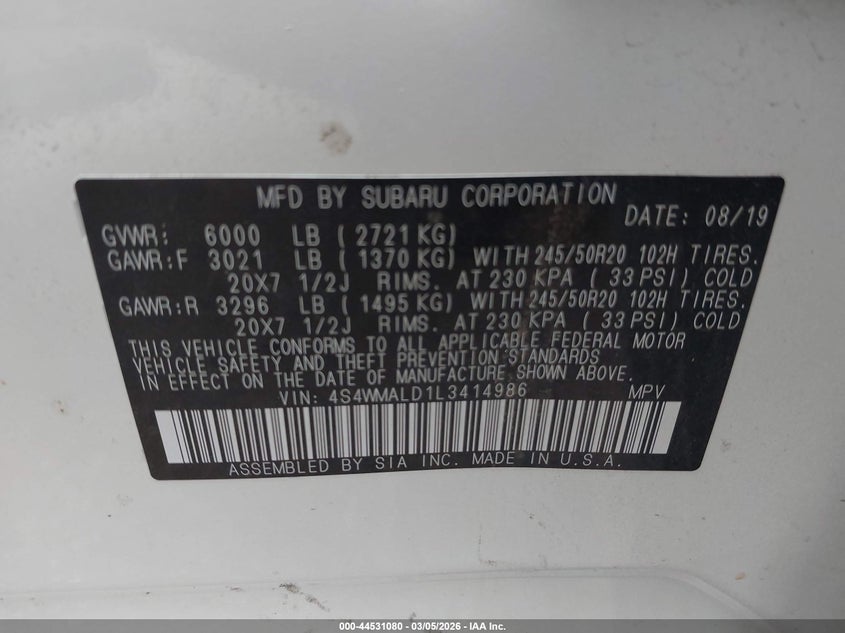 MFD BY SUBARU CORPORATION
DATE: 08/19
GVWR: 6000 LB ( 2721 KG)
GAWR:F 3021 LB ( 1370 KG) WITH 245/50R20 102H TIRES.
20X7 1/2J RIMS. AT 230 KPA ( 33 PSI) COLD
GAWR:R 3296 LB ( 1495 KG) WITH 245/50R20 102H TIRES.
20X7 1/2J RIMS. AT 230 KPA ( 33 PSI) COLD
THIS VEHICLE CONFORMS TO ALL APPLICABLE FEDERAL MOTOR
VEHICLE SAFETY AND THEFT PREVENTION STANDARDS
IN EFFECT ON THE DATE OF MANUFACTURE SHOWN ABOVE.
VIN: 4S4WMALD1L3414986 MPV
ASSEMBLED BY SIA INC. MADE IN U.S.A.
000-44531080 - 03/05/2026 - IAA Inc.